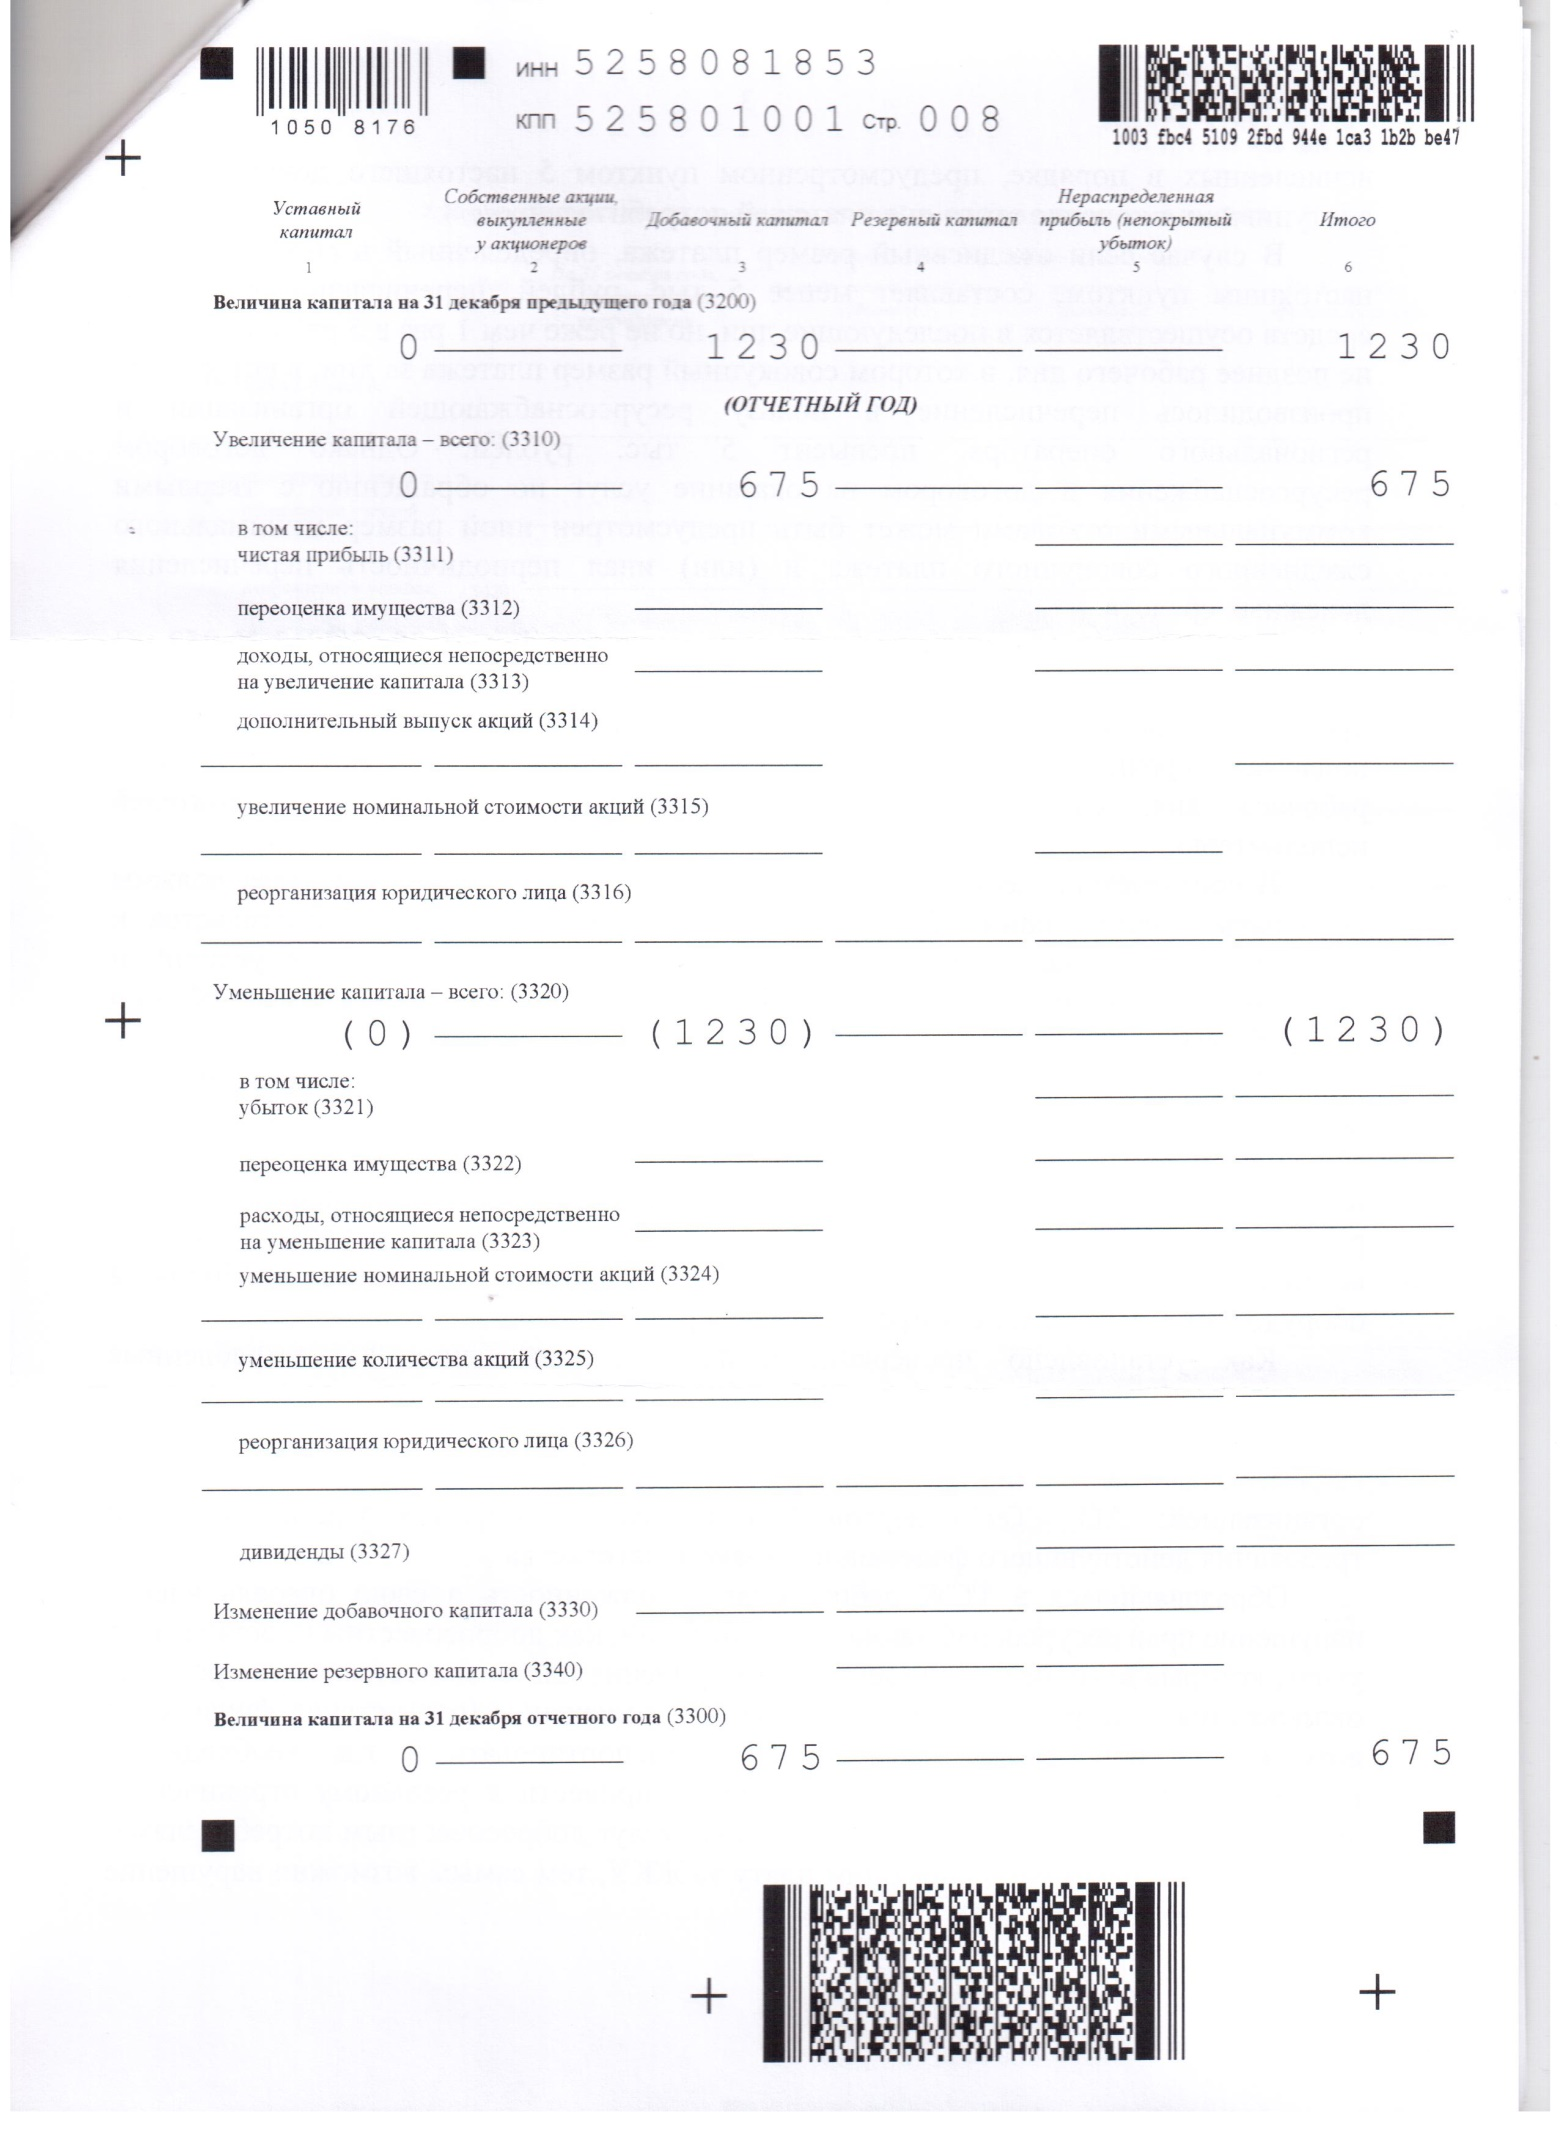 ИНН 5258081853
1050 8176
КПП 525801001 Стр. 008
1003 fbc4 5109 2fbd 944e 1ca3 1b2b be47
Уставный капитал
Собственные акции, выкупленные у акционеров
Добавочный капитал
Резервный капитал
Нераспределенная прибыль (непокрытый убыток)
Итого
1 2 3 4 5 6
Величина капитала на 31 декабря предыдущего года (3200)
0 1230 1230
(ОТЧЕТНЫЙ ГОД)
Увеличение капитала – всего: (3310)
0 675 675
в том числе:
чистая прибыль (3311)
переоценка имущества (3312)
доходы, относящиеся непосредственно
на увеличение капитала (3313)
дополнительный выпуск акций (3314)
увеличение номинальной стоимости акций (3315)
реорганизация юридического лица (3316)
Уменьшение капитала – всего: (3320)
(0) (1230) (1230)
в том числе:
убыток (3321)
переоценка имущества (3322)
расходы, относящиеся непосредственно
на уменьшение капитала (3323)
уменьшение номинальной стоимости акций (3324)
уменьшение количества акций (3325)
реорганизация юридического лица (3326)
дивиденды (3327)
Изменение добавочного капитала (3330)
Изменение резервного капитала (3340)
Величина капитала на 31 декабря отчетного года (3300)
0 675 675